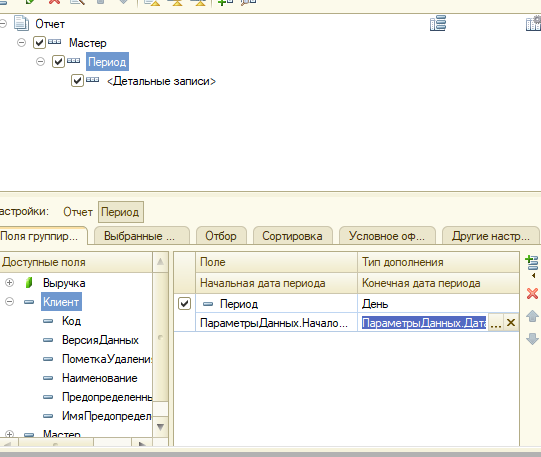 Отчет
Мастер
Период
<Детальные записи>
астройки: Отчет Период
Поля группир... Выбранные ... Отбор Сортировка Условное оф... Другие настр...
Доступные поля
Поле Тип дополнения
Начальная дата периода Конечная дата периода
Выручка
Клиент
Период День
Код
ПараметрыДанных.Начало... ПараметрыДанных.Дата ... ×
ВерсияДанных
ПометкаУдаления
Наименование
Предопределенны
ИмяПредопредел
Мастер